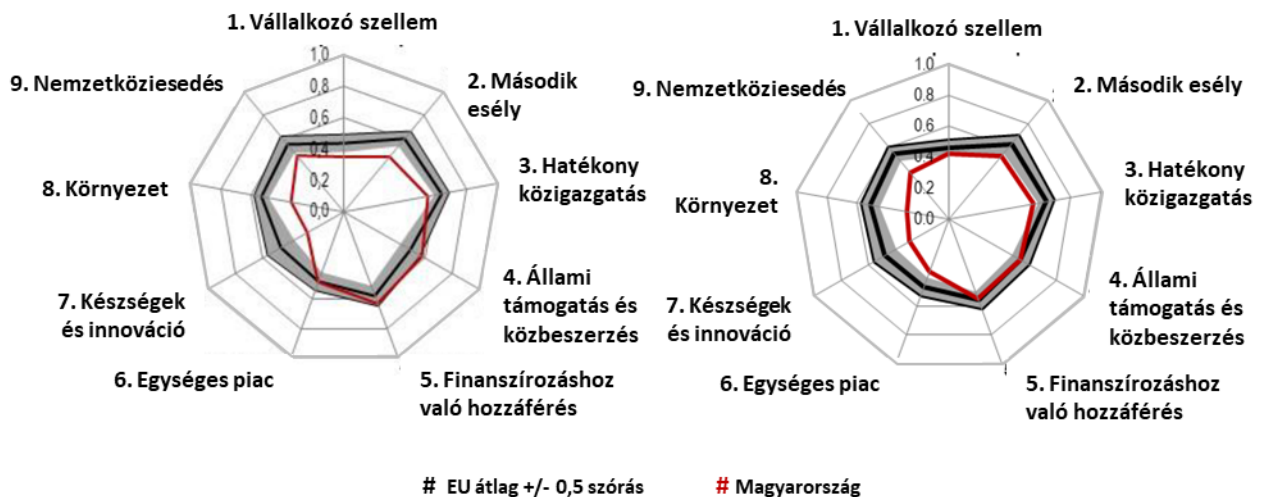 1. Vállalkozó szellem
1,0
0,8
0,6
0,4
0,2
0,0
2. Második
esély
3. Hatékony
közigazgatás
4. Állami
támogatás és
közbeszerzés
5. Finanszírozáshoz
való hozzáférés
6. Egységes piac
7. Készségek
és innováció
8. Környezet
9. Nemzetköziesedés
1. Vállalkozó szellem
1.0
0.8
0.6
0.4
0.2
0.0
2. Második esély
3. Hatékony
közigazgatás
4. Állami
támogatás és
közbeszerzés
5. Finanszírozáshoz
való hozzáférés
6. Egységes piac
7. Készségek
és innováció
8.
Környezet
9. Nemzetköziesedés
# EU átlag +/- 0,5 szórás
# Magyarország